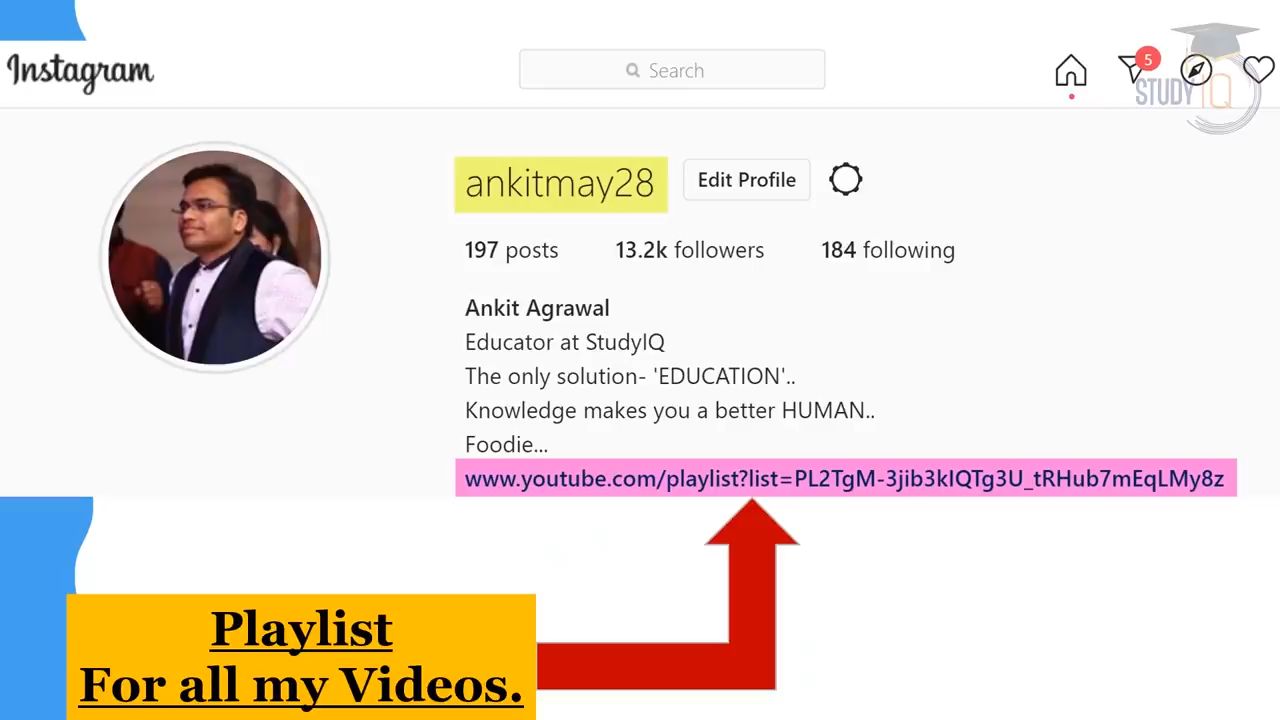 Instagram
Search
5
STUDY IQ
ankitmay28
Edit Profile
197 posts 13.2k followers 184 following
Ankit Agrawal
Educator at StudyIQ
The only solution- 'EDUCATION'..
Knowledge makes you a better HUMAN..
Foodie...
www.youtube.com/playlist?list=PL2TgM-3jib3kIQTg3U_tRHub7mEqLMy8z
Playlist
For all my Videos.